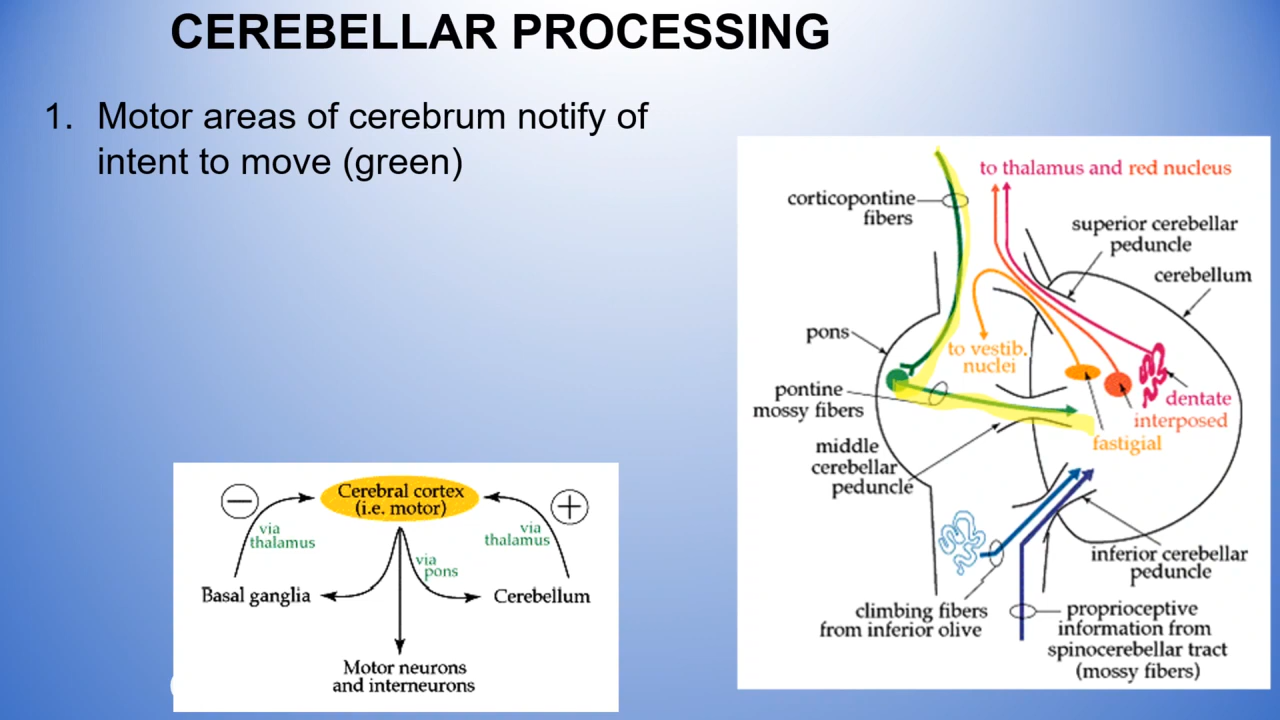 CEREBELLAR PROCESSING
1. Motor areas of cerebrum notify of
intent to move (green)
to thalamus and red nucleus
corticopontine
fibers
superior cerebellar
peduncle
cerebellum
pons
to vestib.
nuclei
pontine
mossy fibers
dentate
interposed
fastigial
middle
cerebellar
peduncle
inferior cerebellar
peduncle
climbing fibers
from inferior olive
proprioceptive
information from
spinocerebellar tract
(mossy fibers)
−
Cerebral cortex
(i.e. motor)
+
via
thalamus
via
thalamus
via
pons
Basal ganglia
Cerebellum
Motor neurons
and interneurons